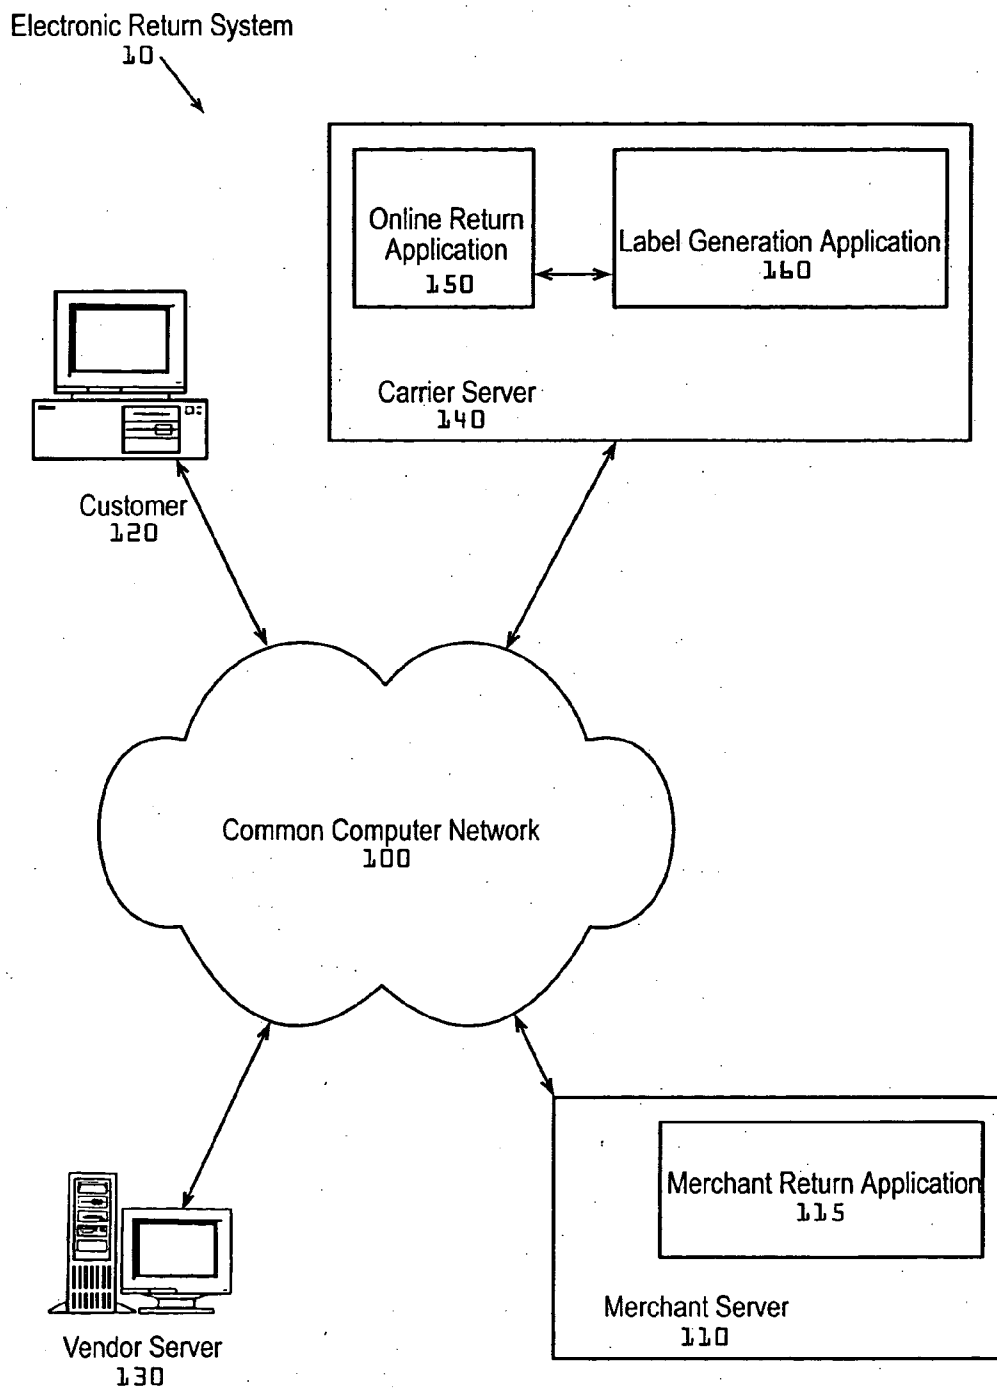 Electronic Return System
10
Online Return
Application
150
Label Generation Application
160
Carrier Server
140
Customer
120
Common Computer Network
100
Merchant Return Application
115
Merchant Server
110
Vendor Server
130